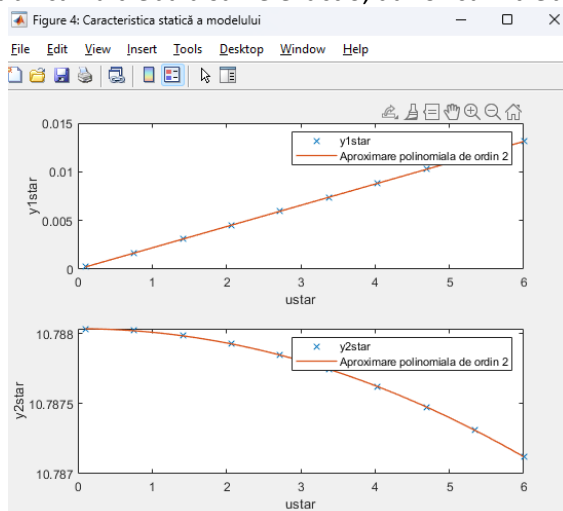 Figure 4: Caracteristica statică a modelului
File Edit View Insert Tools Desktop Window Help
0.015
0.01
0.005
0
y1star
y1star
Aproximare polinomiala de ordin 2
0 1 2 3 4 5 6
ustar
10.788
10.7875
10.787
y2star
y2star
Aproximare polinomiala de ordin 2
0 1 2 3 4 5 6
ustar